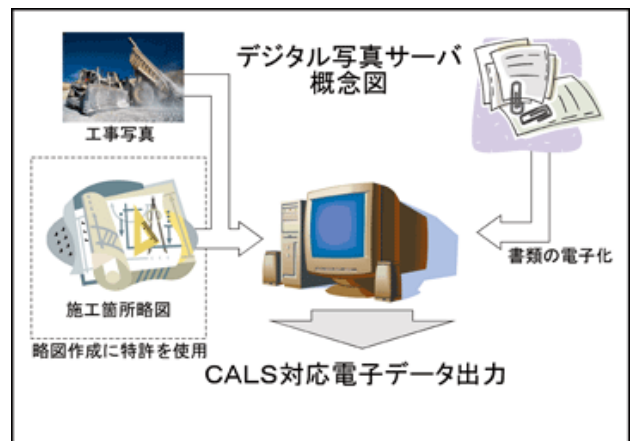 デジタル写真サーバ
概念図
工事写真
書類の電子化
施工箇所略図
略図作成に特許を使用
CALS対応電子データ出力